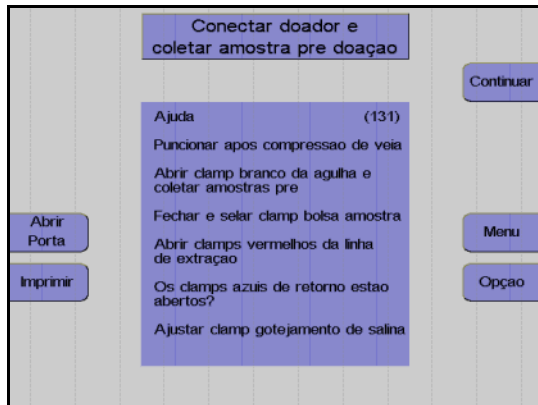 Conectar doador e
coletar amostra pre doaçao
Continuar
Ajuda (131)
Puncionar apos compressao de veia
Abrir clamp branco da agulha e
coletar amostras pre
Fechar e selar clamp bolsa amostra
Abrir clamps vermelhos da linha
de extraçao
Os clamps azuis de retorno estao
abertos?
Ajustar clamp gotejamento de salina
Abrir
Porta
Imprimir
Menu
Opçao